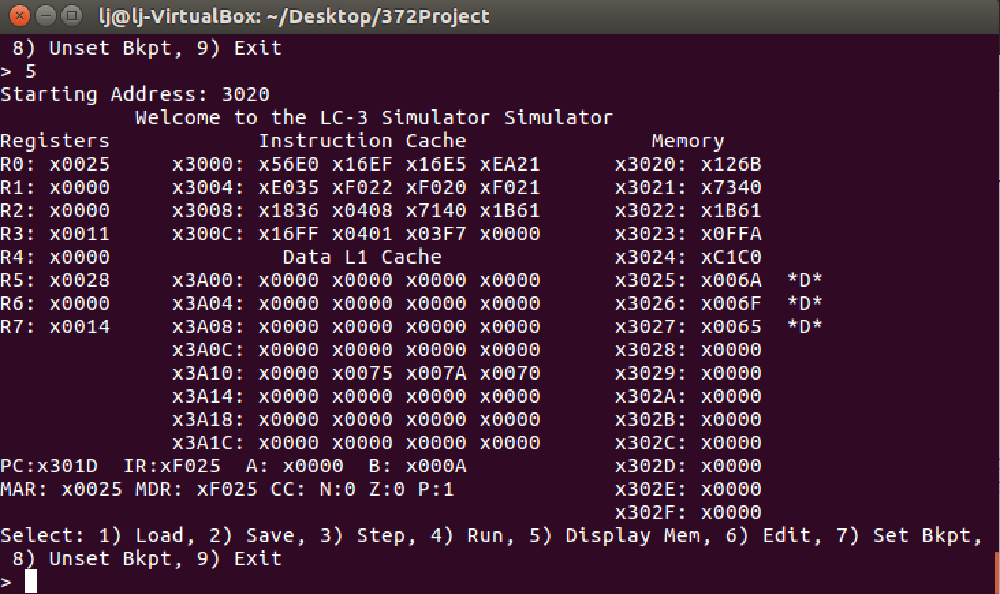 lj@lj-VirtualBox: ~/Desktop/372Project
8) Unset Bkpt, 9) Exit
> 5
Starting Address: 3020
Welcome to the LC-3 Simulator Simulator
Registers Instruction Cache Memory
R0: x0025 x3000: x56E0 x16EF x16E5 xEA21 x3020: x126B
R1: x0000 x3004: xE035 xF022 xF020 xF021 x3021: x7340
R2: x0000 x3008: x1836 x0408 x7140 x1B61 x3022: x1B61
R3: x0011 x300C: x16FF x0401 x03F7 x0000 x3023: x0FFA
R4: x0000 Data L1 Cache x3024: xC1C0
R5: x0028 x3A00: x0000 x0000 x0000 x0000 x3025: x006A *D*
R6: x0000 x3A04: x0000 x0000 x0000 x0000 x3026: x006F *D*
R7: x0014 x3A08: x0000 x0000 x0000 x0000 x3027: x0065 *D*
x3A0C: x0000 x0000 x0000 x0000 x3028: x0000
x3A10: x0000 x0075 x007A x0070 x3029: x0000
x3A14: x0000 x0000 x0000 x0000 x302A: x0000
x3A18: x0000 x0000 x0000 x0000 x302B: x0000
x3A1C: x0000 x0000 x0000 x0000 x302C: x0000
PC:x301D IR:xF025 A: x0000 B: x000A x302D: x0000
MAR: x0025 MDR: xF025 CC: N:0 Z:0 P:1 x302E: x0000
x302F: x0000
Select: 1) Load, 2) Save, 3) Step, 4) Run, 5) Display Mem, 6) Edit, 7) Set Bkpt,
8) Unset Bkpt, 9) Exit
>